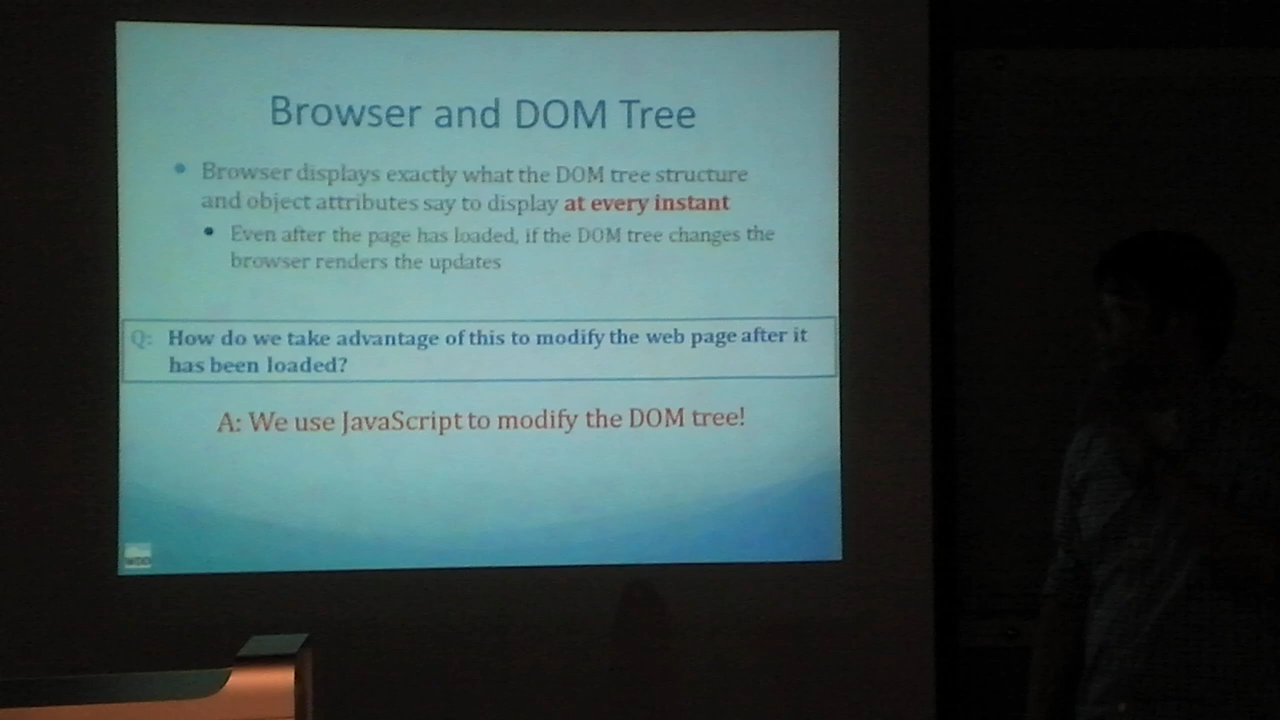 Browser and DOM Tree
Browser displays exactly what the DOM tree structure
and object attributes say to display at every instant
Even after the page has loaded, if the DOM tree changes the
browser renders the updates
Q: How do we take advantage of this to modify the web page after it
has been loaded?
A: We use JavaScript to modify the DOM tree!